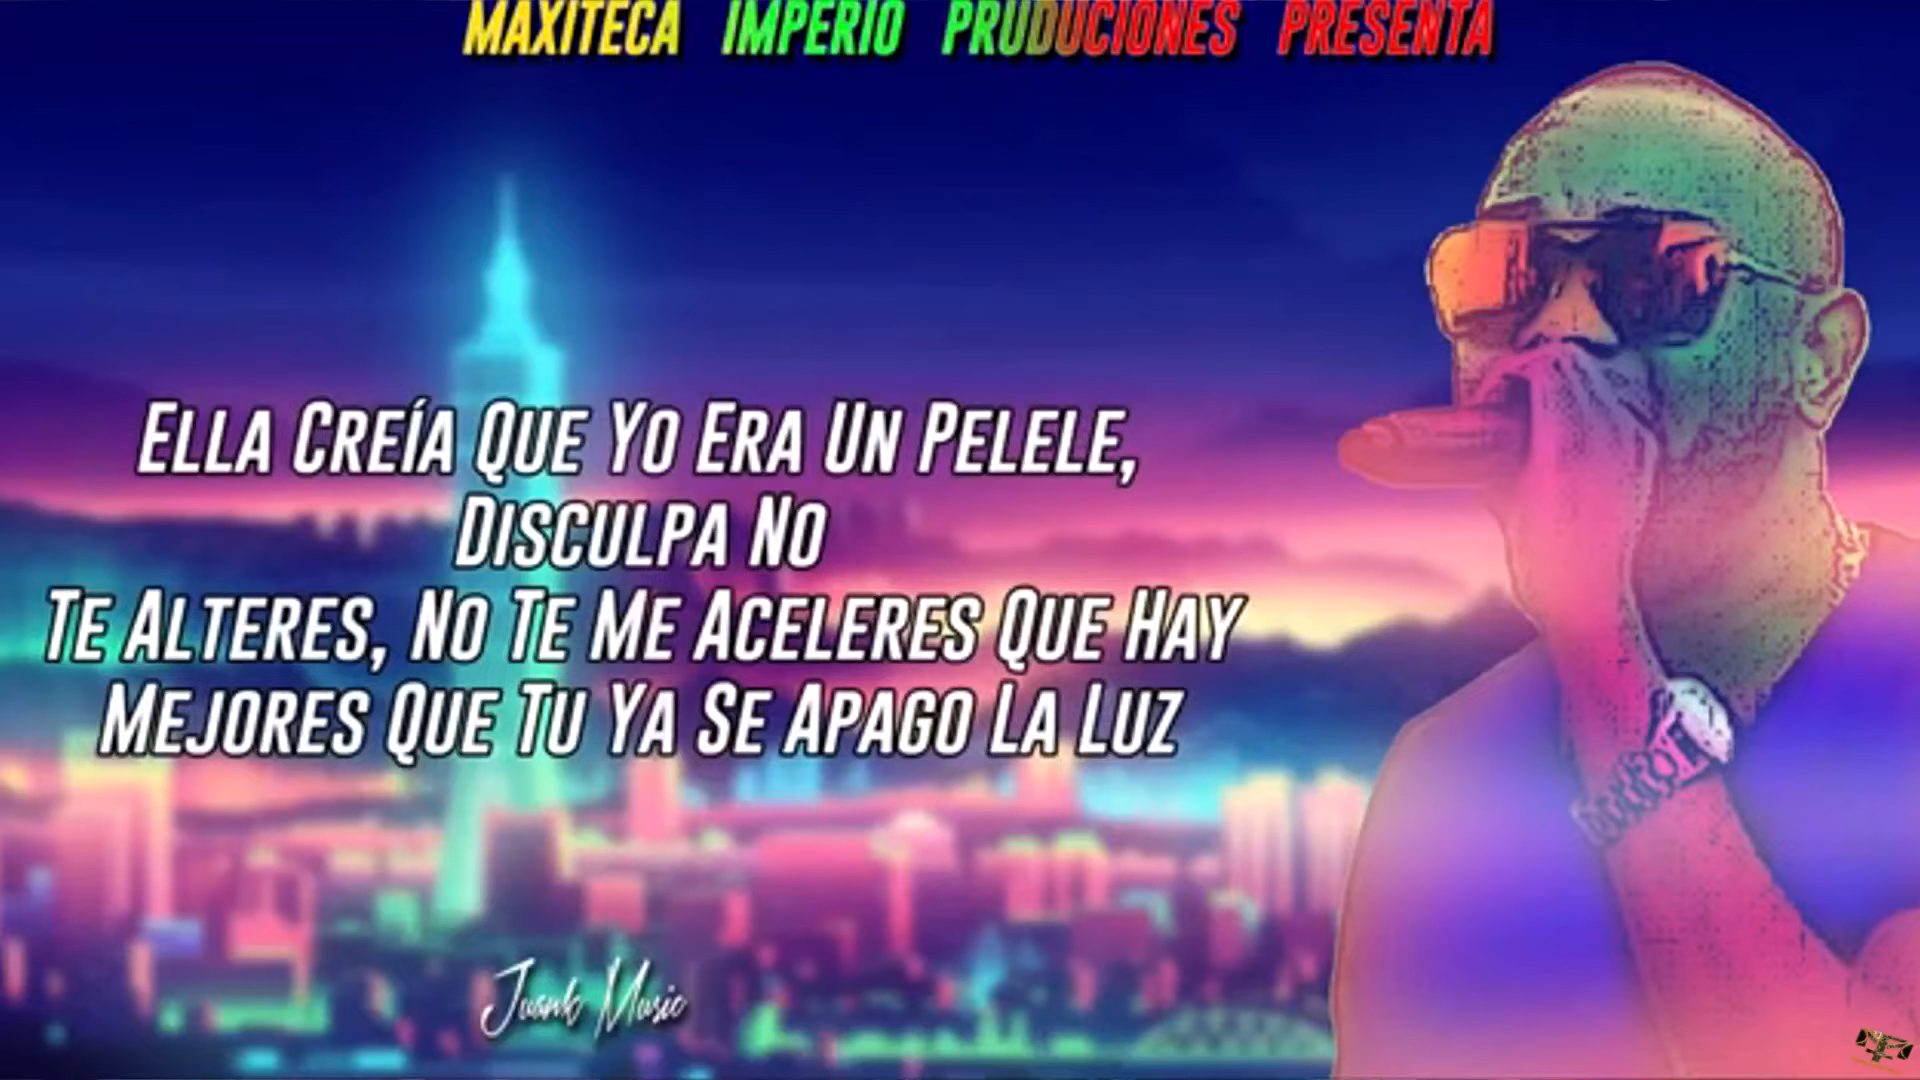 MAXITECA IMPERIO PRUDUCIONES PRESENTA
ELLA CREÍA QUE YO ERA UN PELELE,
DISCULPA NO
TE ALTERES, NO TE ME ACELERES QUE HAY
MEJORES QUE TU YA SE APAGO LA LUZ
Juank Music